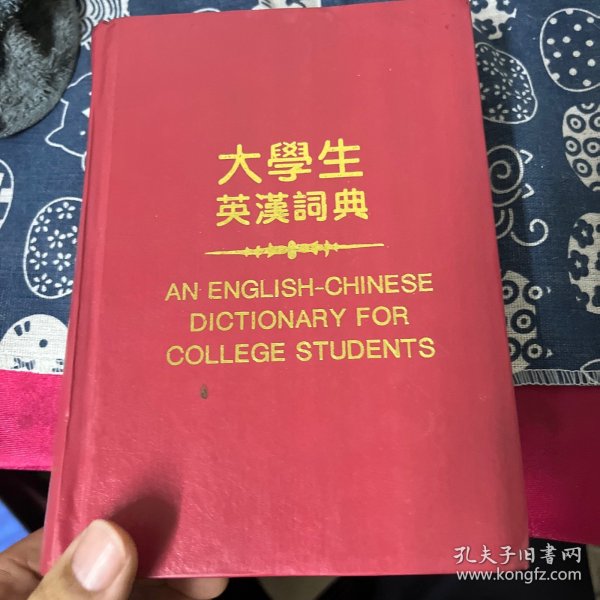 大學生
英漢詞典
AN ENGLISH-CHINESE
DICTIONARY FOR
COLLEGE STUDENTS
孔夫子旧书网
www.kongfz.com